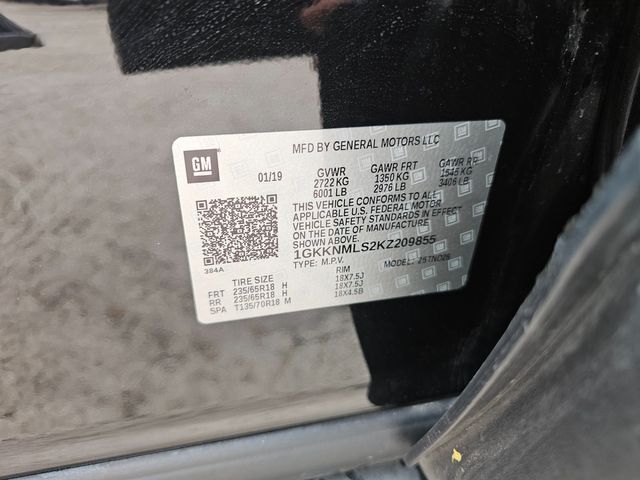 MFD BY GENERAL MOTORS LLC
GM
01/19
GVWR GAWR FRT GAWR RR
2722 KG 1350 KG 1545 KG
6001 LB 2976 LB 3406 LB
THIS VEHICLE CONFORMS TO ALL
APPLICABLE U.S. FEDERAL MOTOR
VEHICLE SAFETY STANDARDS IN EFFECT
ON THE DATE OF MANUFACTURE SHOWN ABOVE.
1GKKNMLS2KZ209855
TYPE: M.P.V. MODEL:
384A
TIRE SIZE RIM
FRT 235/65R18 H 18X7.5J
RR 235/65R18 H 18X7.5J
SPA T135/70R18 M 18X4.5B